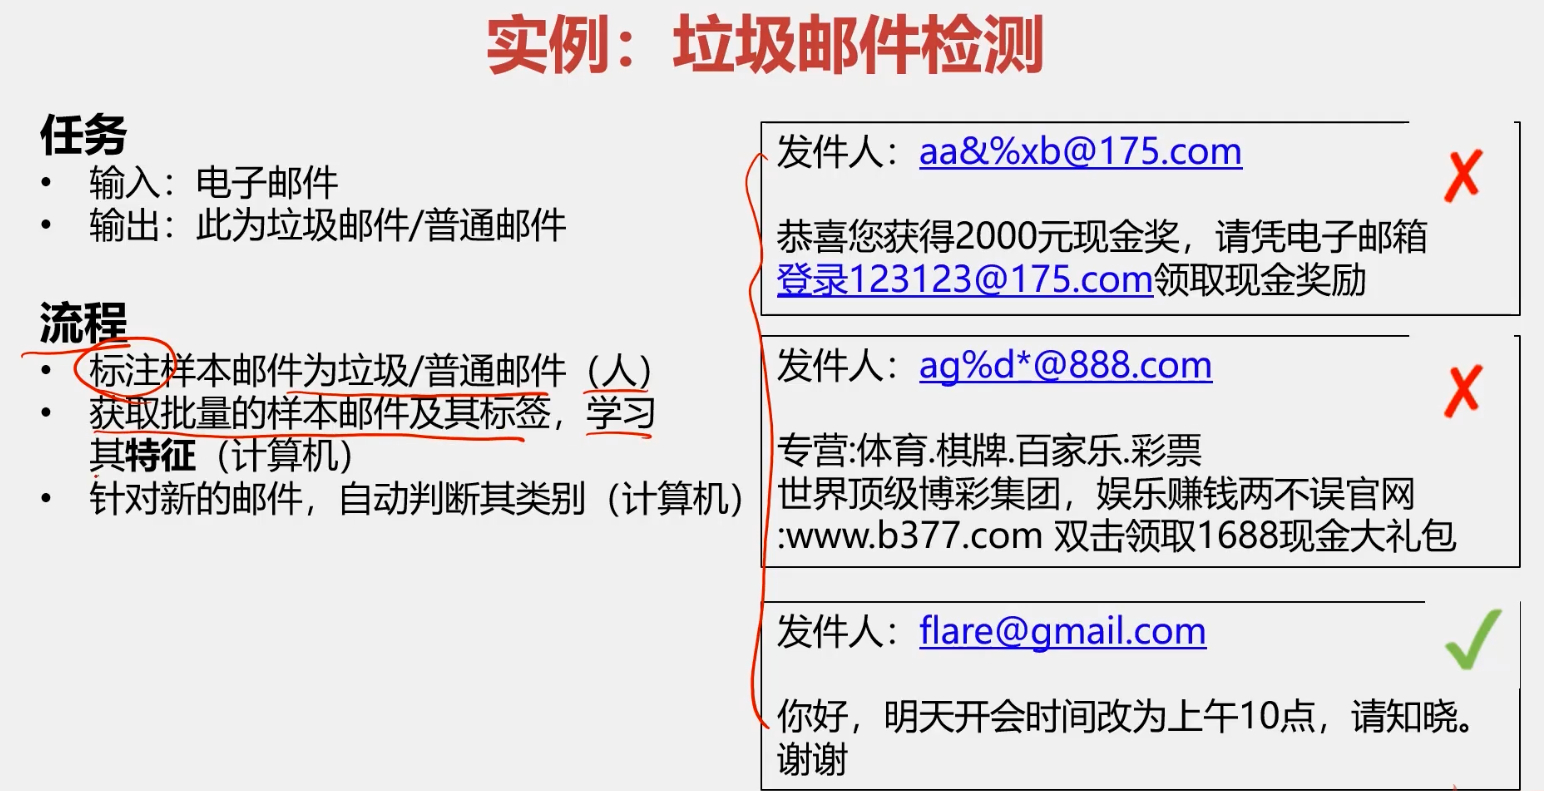 实例：垃圾邮件检测
任务
• 输入：电子邮件
• 输出：此为垃圾邮件/普通邮件
流程
• 标注样本邮件为垃圾/普通邮件（人）
• 获取批量的样本邮件及其标签，学习
其特征（计算机）
• 针对新的邮件，自动判断其类别（计算机）
发件人：aa&%xb@175.com
恭喜您获得2000元现金奖，请凭电子邮箱
登录123123@175.com领取现金奖励
发件人：ag%d*@888.com
专营:体育.棋牌.百家乐.彩票
世界顶级博彩集团，娱乐赚钱两不误官网
:www.b377.com 双击领取1688现金大礼包
发件人：flare@gmail.com
你好，明天开会时间改为上午10点，请知晓。
谢谢